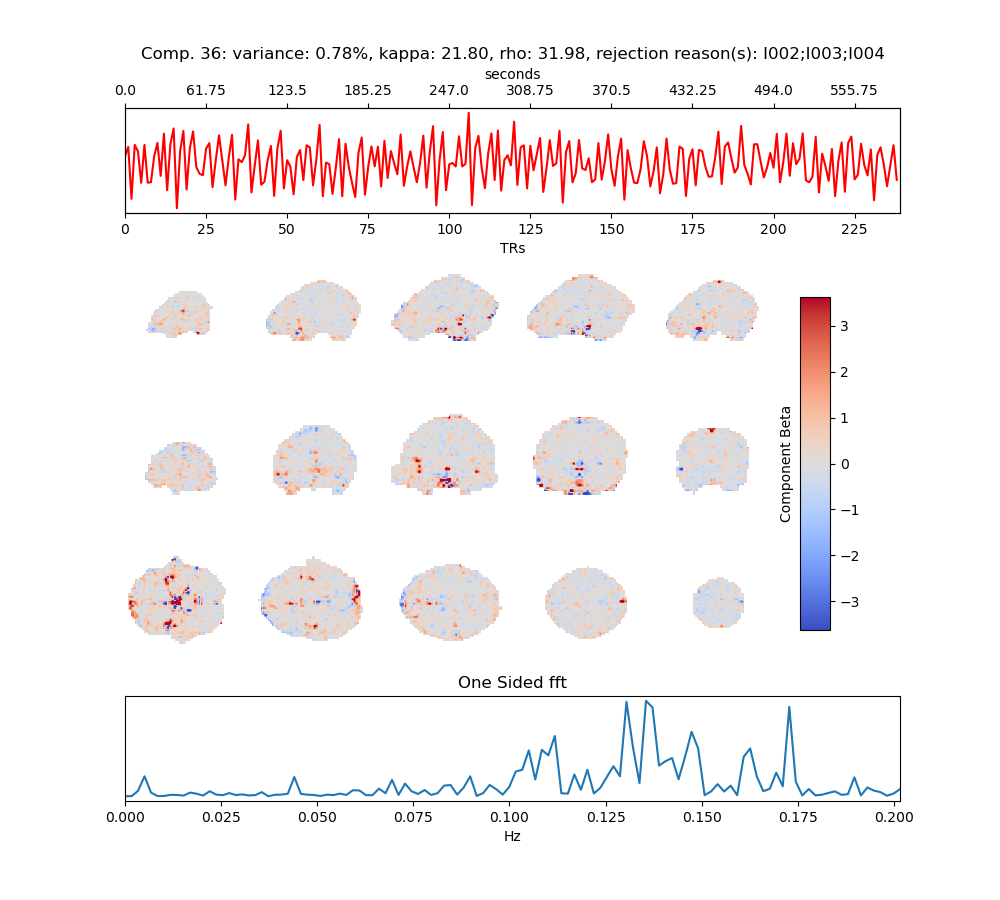 Comp. 36: variance: 0.78%, kappa: 21.80, rho: 31.98, rejection reason(s): I002;I003;I004
seconds
0.0 61.75 123.5 185.25 247.0 308.75 370.5 432.25 494.0 555.75
0 25 50 75 100 125 150 175 200 225
TRs
Component Beta
3
2
1
0
−1
−2
−3
One Sided fft
0.000 0.025 0.050 0.075 0.100 0.125 0.150 0.175 0.200
Hz